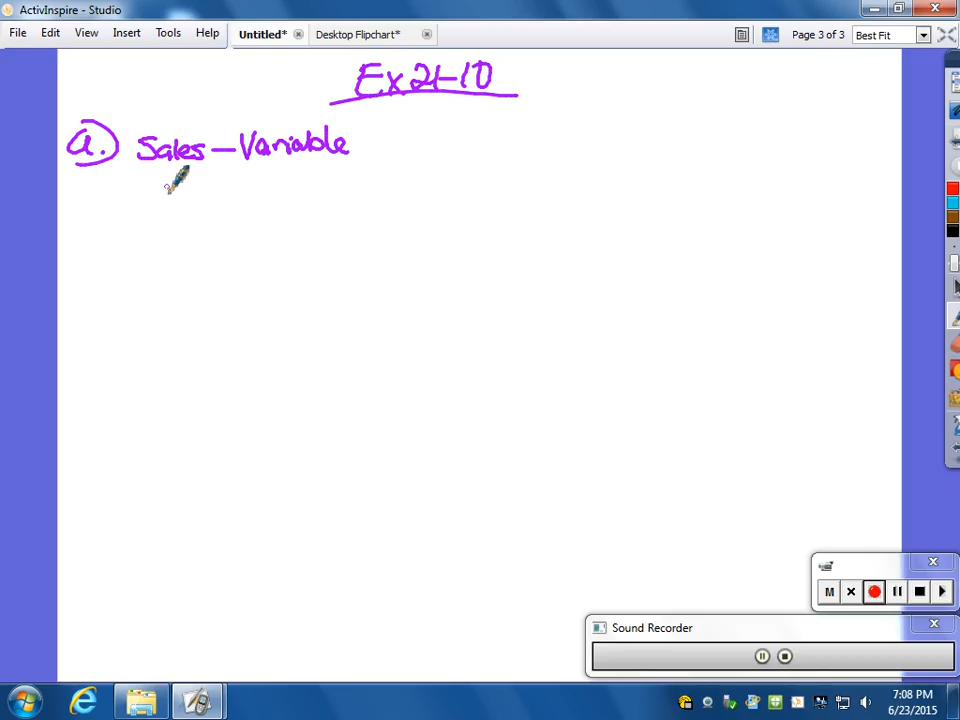 ActivInspire - Studio
File Edit View Insert Tools Help Untitled* Desktop Flipchart* Page 3 of 3 Best Fit
Ex 21-10
a. Sales - Variable
M
Sound Recorder
7:08 PM
6/23/2015